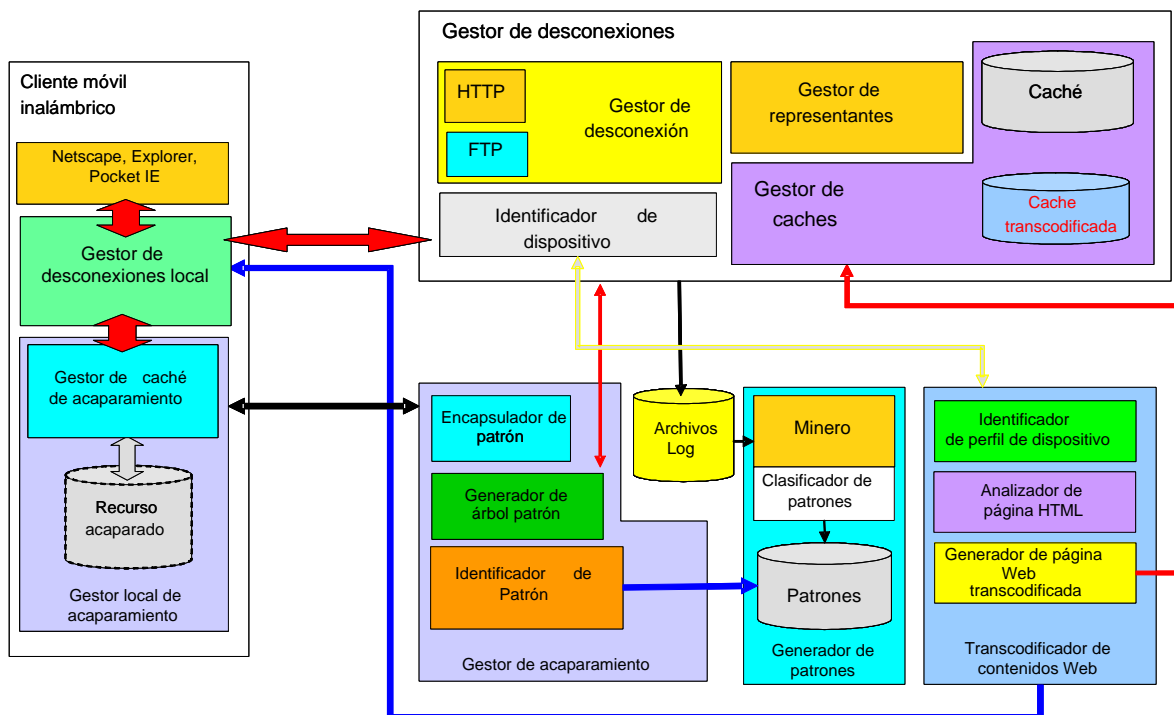 Gestor de desconexiones
Cliente móvil
inalámbrico
Netscape, Explorer,
Pocket IE
Gestor de
desconexiones local
Gestor de caché
de acaparamiento
Recurso
acaparado
Gestor local de
acaparamiento
HTTP
FTP
Gestor de
desconexión
Gestor de
representantes
Caché
Gestor de
caches
Cache
transcodificada
Identificador de
dispositivo
Encapsulador de
patrón
Generador de
árbol patrón
Identificador de
Patrón
Gestor de acaparamiento
Archivos
Log
Minero
Clasificador de
patrones
Patrones
Generador de
patrones
Identificador
de perfil de dispositivo
Analizador de
página HTML
Generador de página
Web
transcodificada
Transcodificador de
contenidos Web